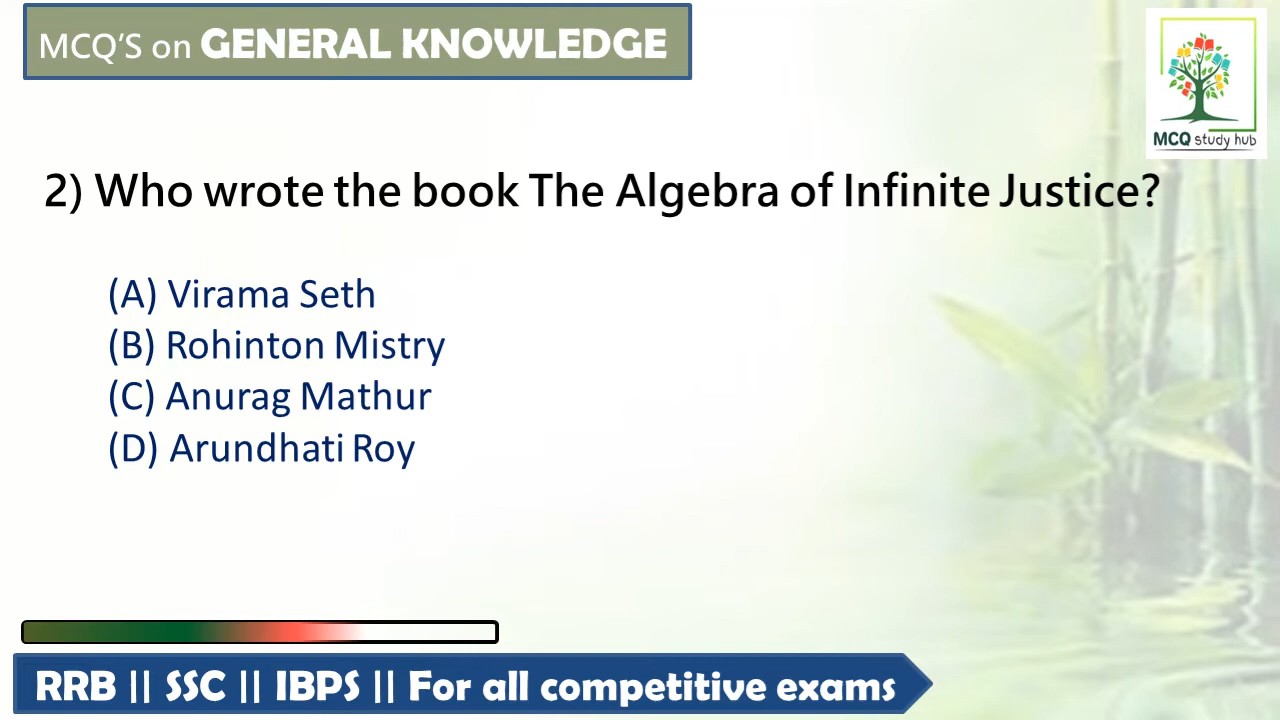 MCQ'S on GENERAL KNOWLEDGE
MCQ study hub
2) Who wrote the book The Algebra of Infinite Justice?
(A) Virama Seth
(B) Rohinton Mistry
(C) Anurag Mathur
(D) Arundhati Roy
RRB || SSC || IBPS || For all competitive exams